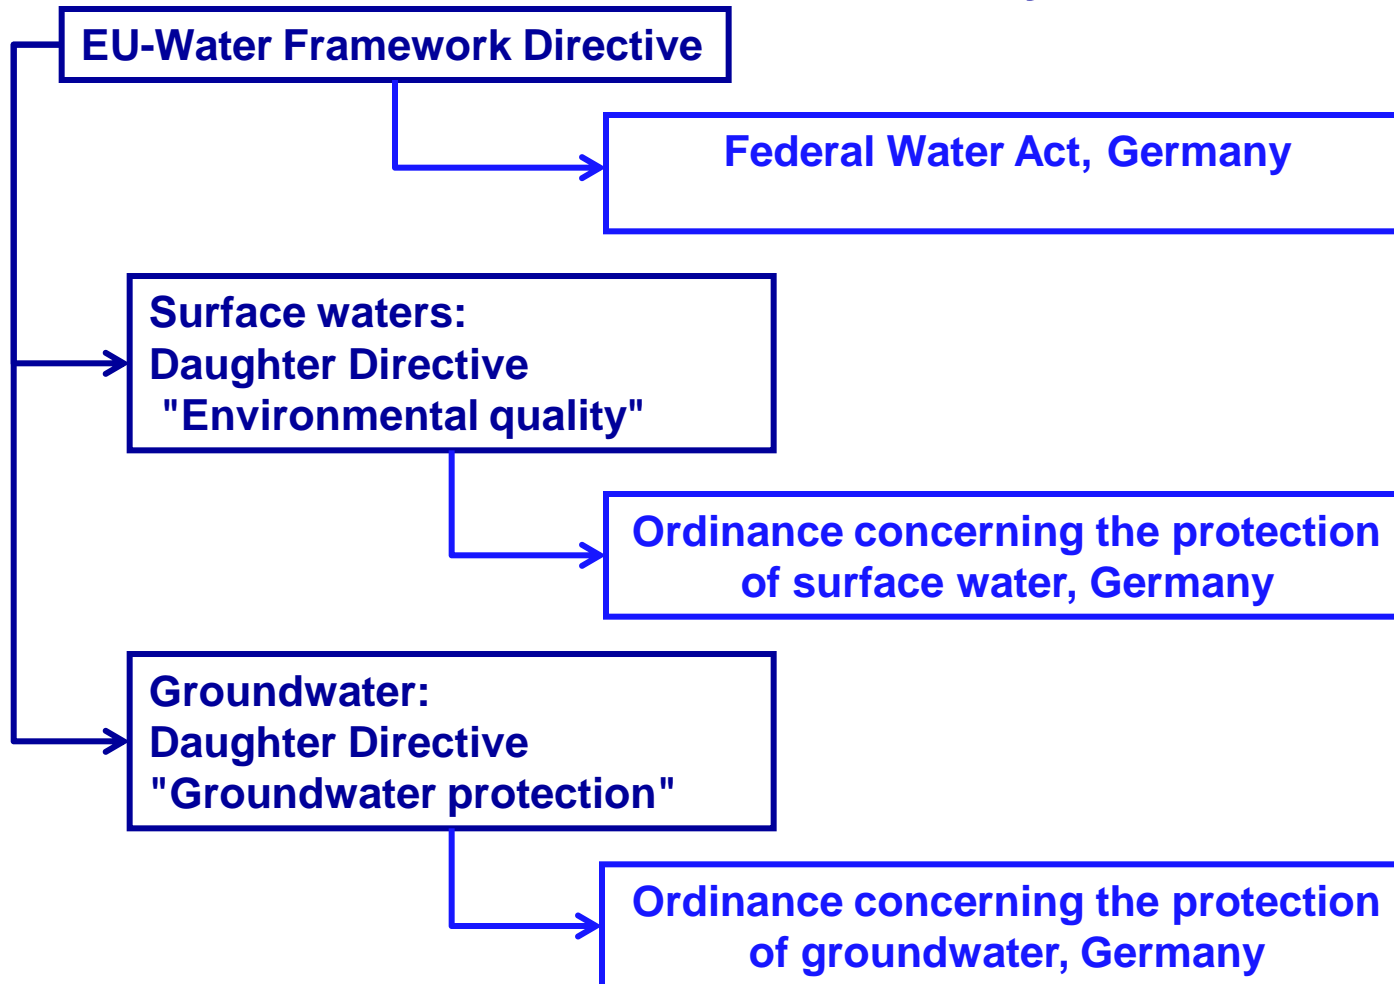 EU-Water Framework Directive
Federal Water Act, Germany
Surface waters:
Daughter Directive
"Environmental quality"
Ordinance concerning the protection
of surface water, Germany
Groundwater:
Daughter Directive
"Groundwater protection"
Ordinance concerning the protection
of groundwater, Germany